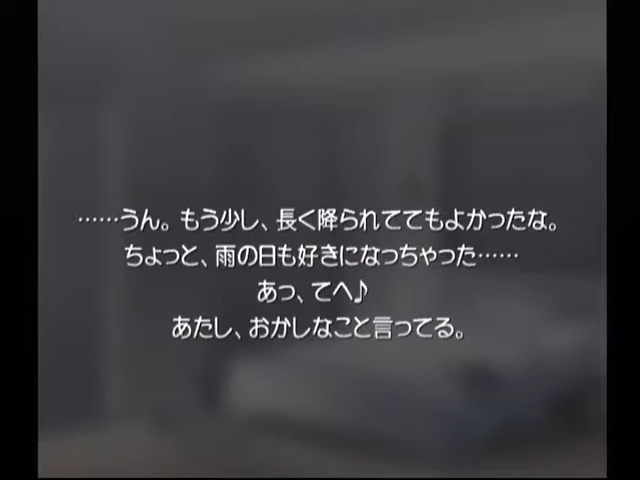 ……うん。もう少し、長く降られててもよかったな。
ちょっと、雨の日も好きになっちゃった……
あっ、てへ♪
あたし、おかしなこと言ってる。